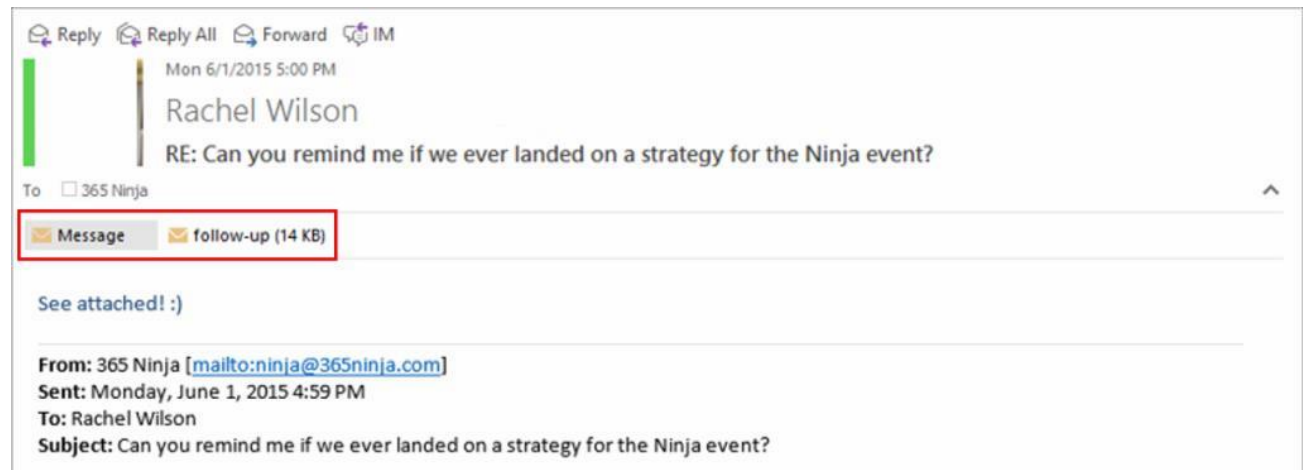 Reply Reply All Forward IM
Mon 6/1/2015 5:00 PM
Rachel Wilson
RE: Can you remind me if we ever landed on a strategy for the Ninja event?
To 365 Ninja
Message follow-up (14 KB)
See attached! :)
From: 365 Ninja [mailto:ninja@365ninja.com]
Sent: Monday, June 1, 2015 4:59 PM
To: Rachel Wilson
Subject: Can you remind me if we ever landed on a strategy for the Ninja event?